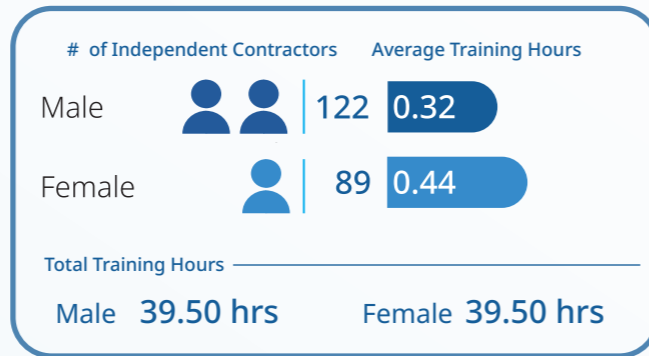 # of Independent Contractors Average Training Hours
Male 122 0.32
Female 89 0.44
Total Training Hours
Male 39.50 hrs Female 39.50 hrs